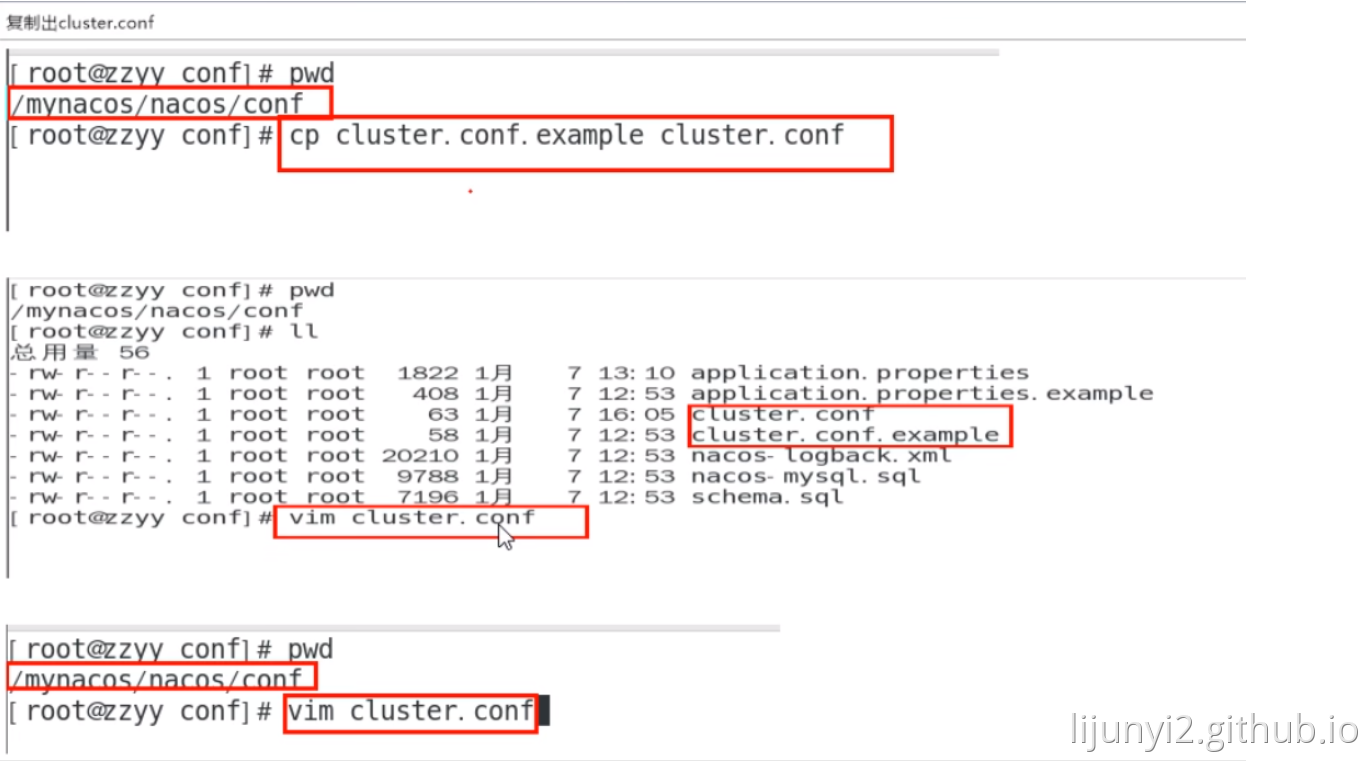 复制出cluster.conf
[root@zzyy conf]# pwd
/mynacos/nacos/conf
[root@zzyy conf]# cp cluster.conf.example cluster.conf
[root@zzyy conf]# pwd
/mynacos/nacos/conf
[root@zzyy conf]# ll
总用量 56
-rw-r--r--. 1 root root 1822 1月 7 13:10 application.properties
-rw-r--r--. 1 root root 408 1月 7 12:53 application.properties.example
-rw-r--r--. 1 root root 63 1月 7 16:05 cluster.conf
-rw-r--r--. 1 root root 58 1月 7 12:53 cluster.conf.example
-rw-r--r--. 1 root root 20210 1月 7 12:53 nacos-logback.xml
-rw-r--r--. 1 root root 9788 1月 7 12:53 nacos-mysql.sql
-rw-r--r--. 1 root root 7196 1月 7 12:53 schema.sql
[root@zzyy conf]# vim cluster.conf
[root@zzyy conf]# pwd
/mynacos/nacos/conf
[root@zzyy conf]# vim cluster.conf
lijunyi2.github.io